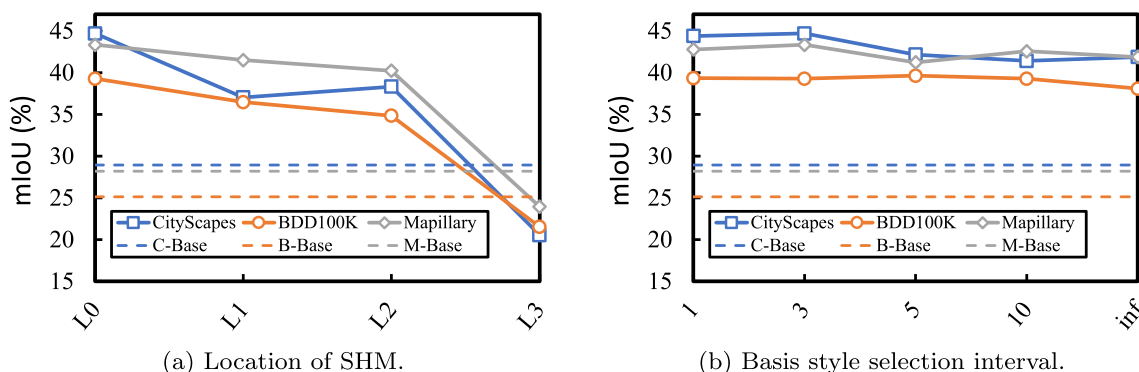 mIoU (%)
45
40
35
30
25
20
15
CityScapes BDD100K Mapillary
C-Base B-Base M-Base
L0 L1 L2 L3
(a) Location of SHM.
mIoU (%)
45
40
35
30
25
20
15
CityScapes BDD100K Mapillary
C-Base B-Base M-Base
1 3 5 10 inf
(b) Basis style selection interval.